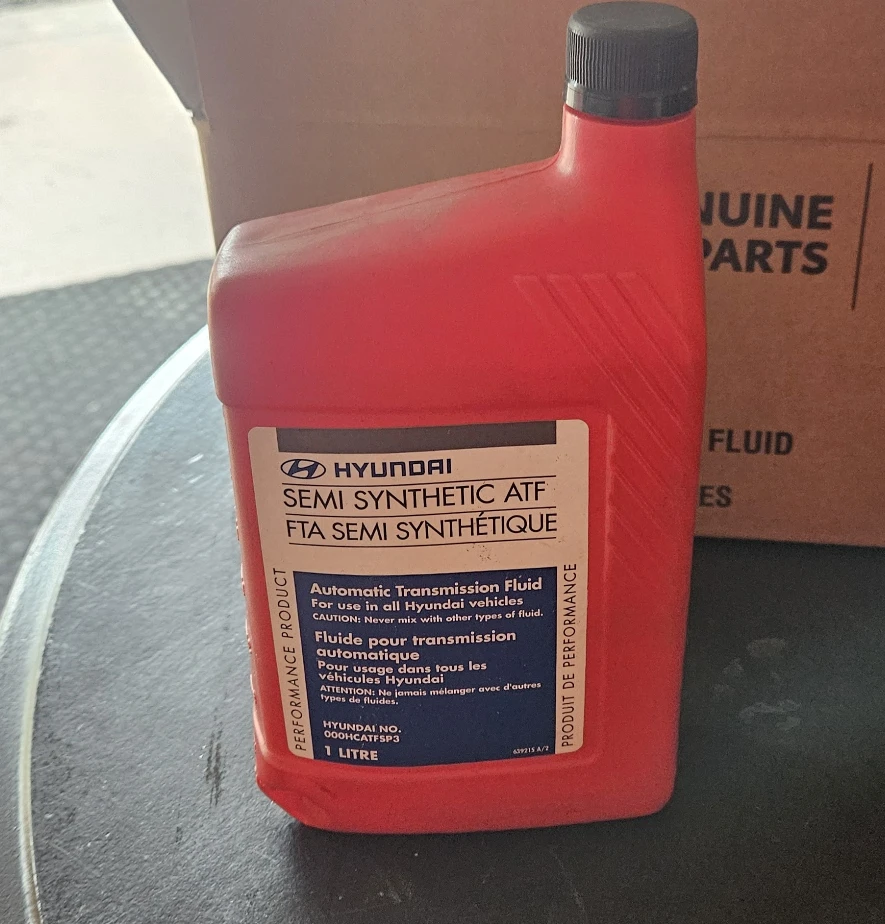 NUINE
PARTS
FLUID
ES
HYUNDAI
SEMI SYNTHETIC ATF
FTA SEMI SYNTHÉTIQUE
PERFORMANCE PRODUCT
Automatic Transmission Fluid
For use in all Hyundai vehicles
CAUTION: Never mix with other types of fluid.
Fluide pour transmission
automatique
Pour usage dans tous les
véhicules Hyundai
ATTENTION: Ne jamais mélanger avec d'autres
types de fluides.
HYUNDAI NO.
000HCATFSP3
1 LITRE
639215 A/2
PRODUIT DE PERFORMANCE